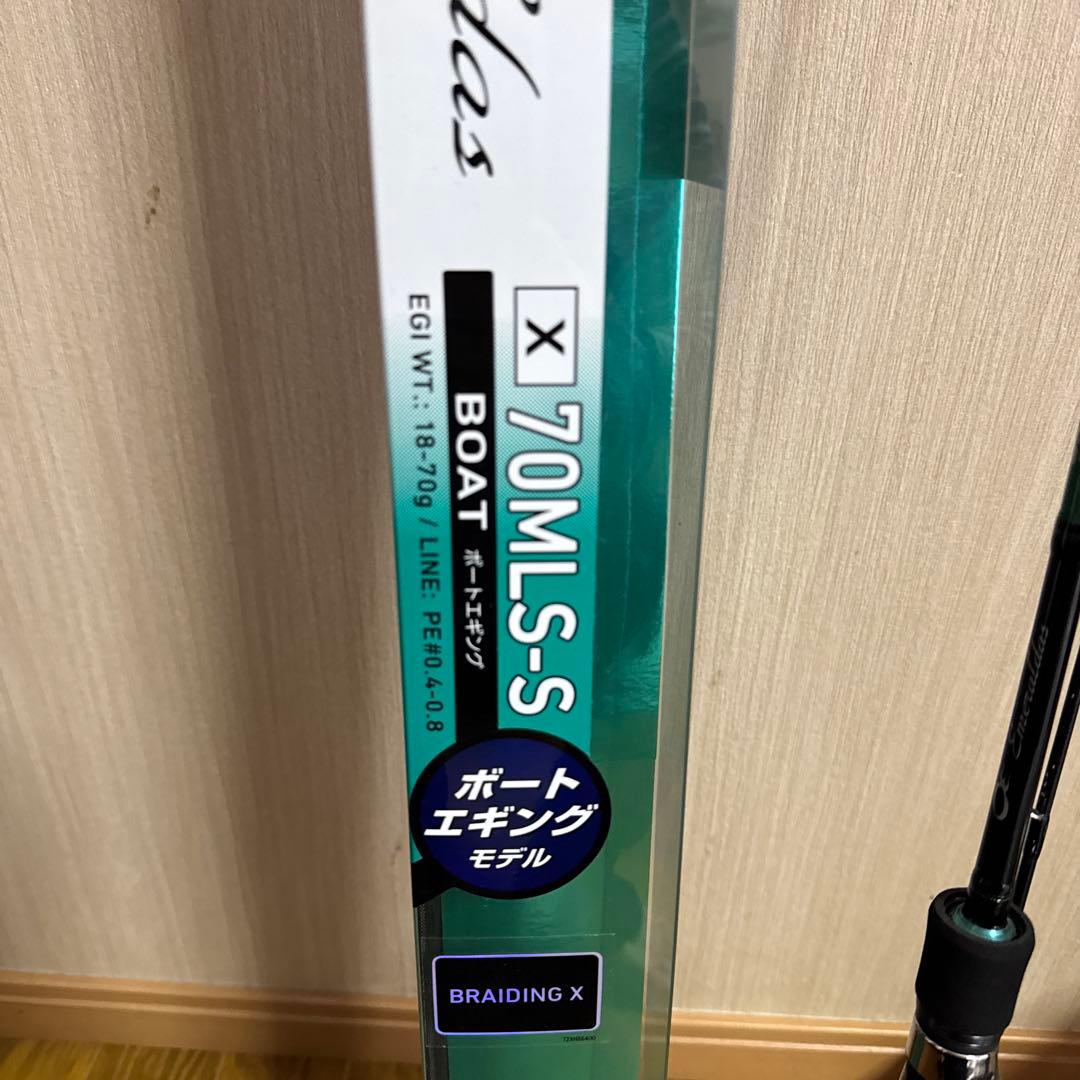 X 70MLS-S
BOAT ボートエギング
EGI WT.: 18-70g / LINE: PE#0.4-0.8
ボート
エギング
モデル
BRAIDING X
Emeraldas